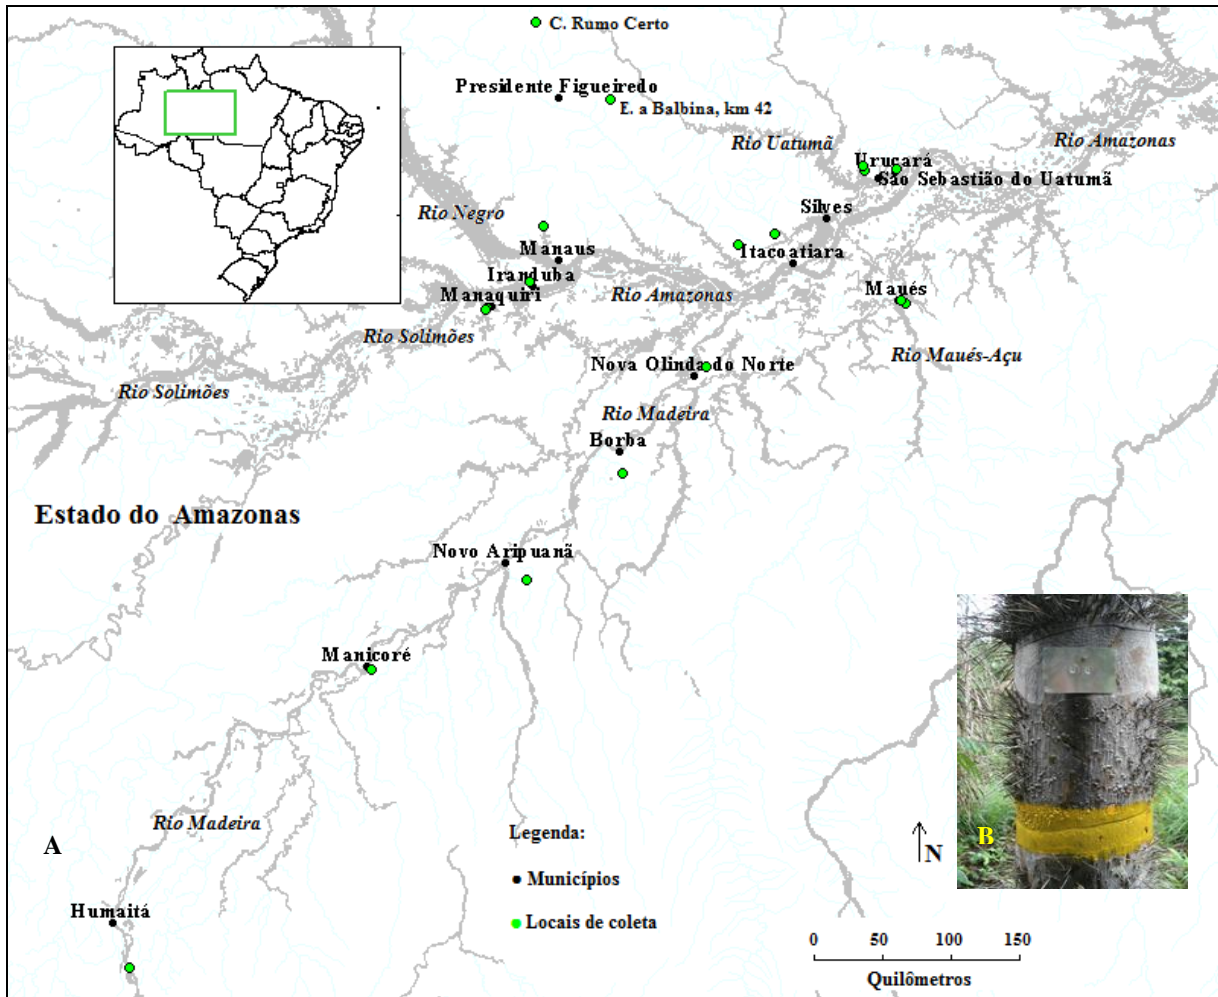 C. Rumo Certo
Presidente Figueiredo
E. a Balbina, km 42
Rio Uatumã
Rio Amazonas
Urucará
São Sebastião do Uatumã
Rio Negro
Silves
Manaus
Itacoatiara
Iranduba
Manaquiri
Rio Amazonas
Maués
Rio Solimões
Rio Maués-Açu
Nova Olinda do Norte
Rio Solimões
Rio Madeira
Borba
Estado do Amazonas
Novo Aripuanã
Manicoré
Rio Madeira
A
Legenda:
B
N
Municípios
Humaitá
Locais de coleta
0 50 100 150
Quilômetros